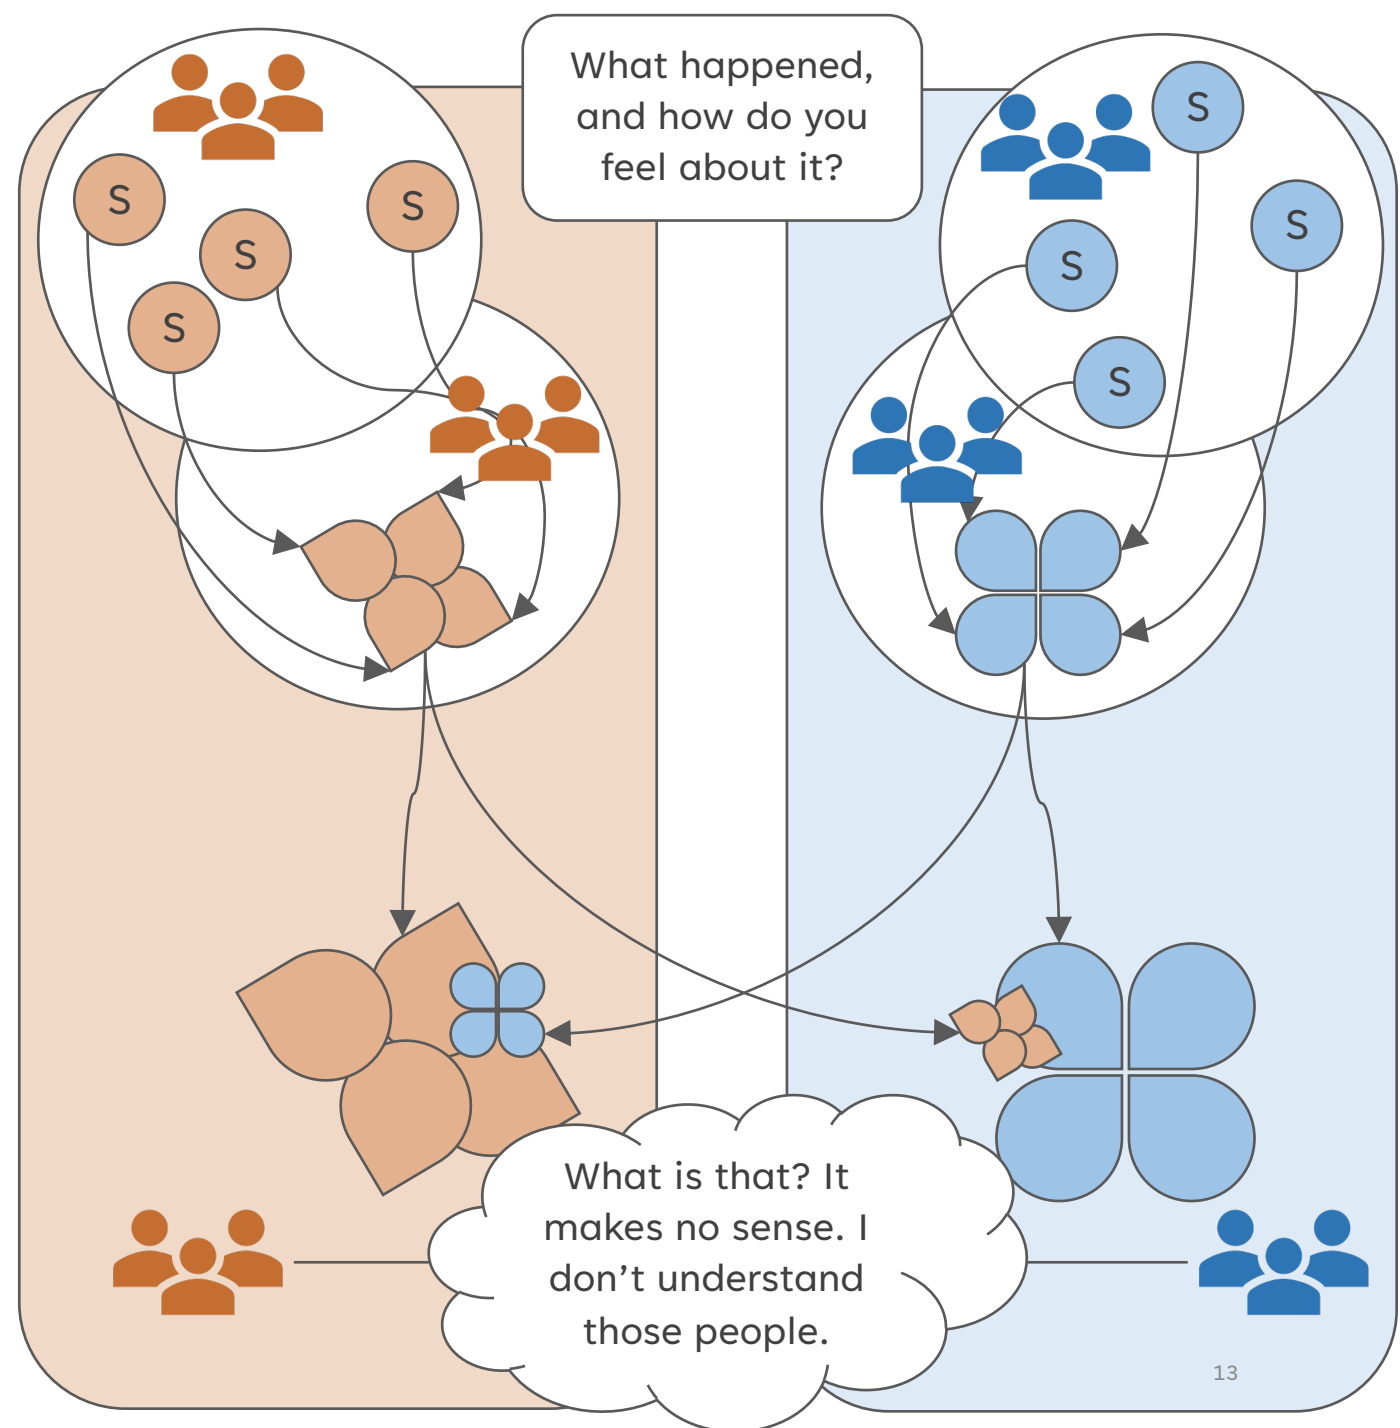 What happened,
and how do you
feel about it?
S
S
S
S
S
S
S
S
What is that? It
makes no sense. I
don’t understand
those people.
13